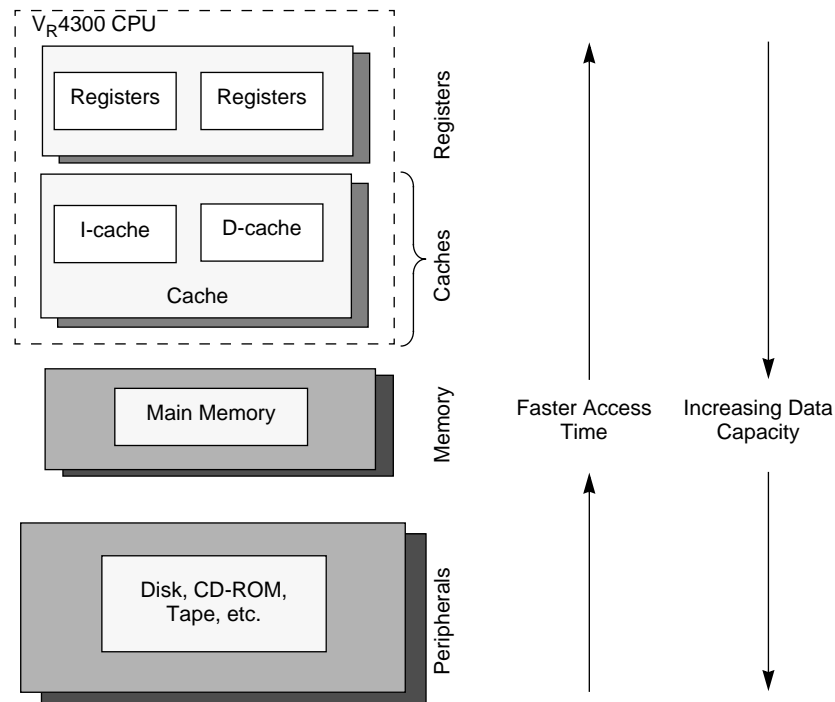 VR4300 CPU
Registers
Registers
Registers
I-cache
D-cache
Cache
Caches
Main Memory
Memory
Faster Access
Time
Increasing Data
Capacity
Disk, CD-ROM,
Tape, etc.
Peripherals